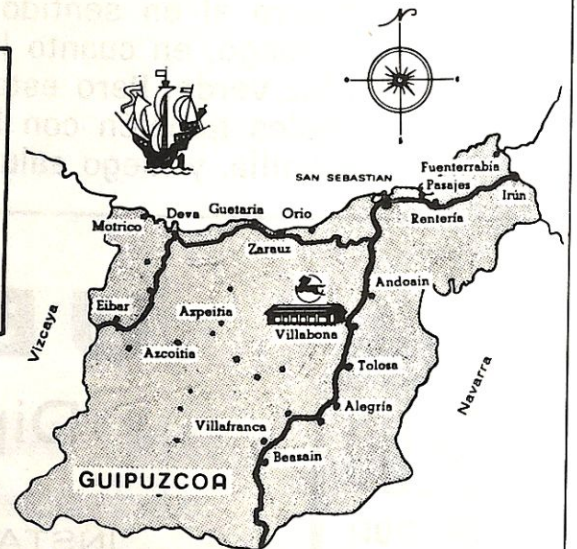 N
SAN SEBASTIAN
Fuenterrabía
Pasajes
Irún
Rentería
Motrico
Deva
Guetaria
Orio
Zarauz
Andoain
Eibar
Azpeitia
Villabona
Vizcaya
Azcoitia
Tolosa
Navarra
Alegría
Villafranca
Beasain
GUIPUZCOA